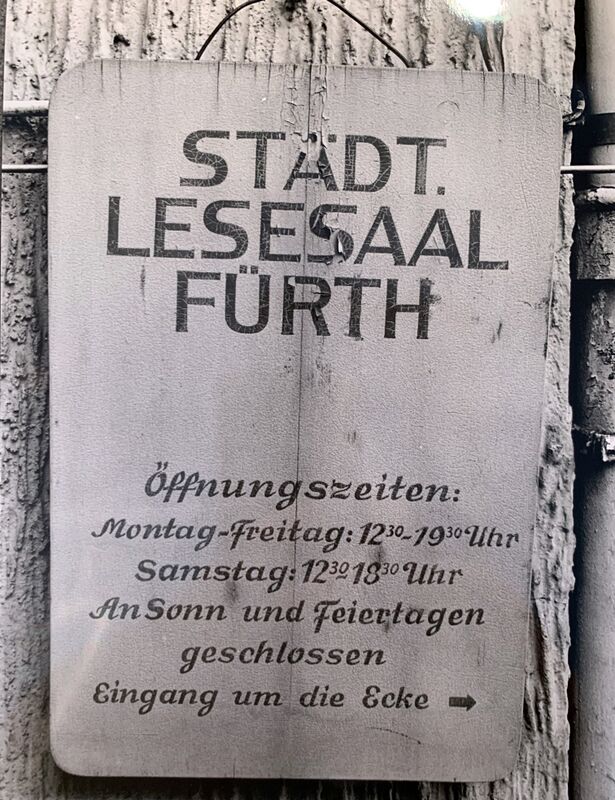 STÄDT.
LESESAAL
FÜRTH
Öffnungszeiten:
Montag-Freitag: 12³⁰-19³⁰ Uhr
Samstag: 12³⁰-18³⁰ Uhr
An Sonn und Feiertagen
geschlossen
Eingang um die Ecke ➡